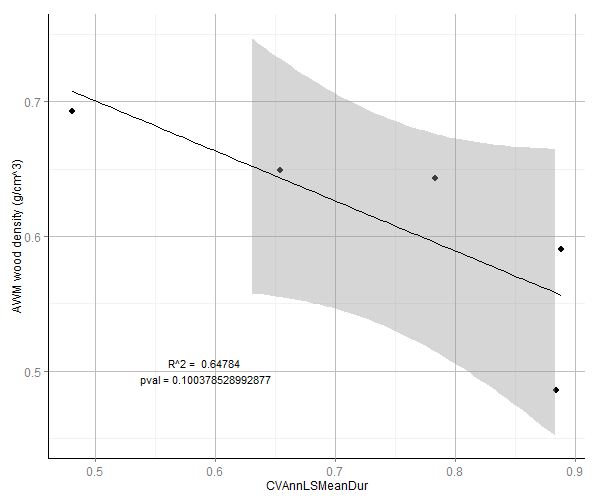 AWM wood density (g/cm^3)
0.7
0.6
0.5
R^2 = 0.64784
pval = 0.100378528992877
0.5 0.6 0.7 0.8 0.9
CVAnnLSMeanDur